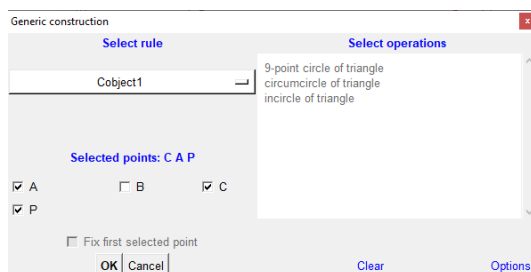 Generic construction
x
Select rule
Select operations
Cobject1
9-point circle of triangle
circumcircle of triangle
incircle of triangle
Selected points: C A P
A
B
C
P
Fix first selected point
OK
Cancel
Clear
Options